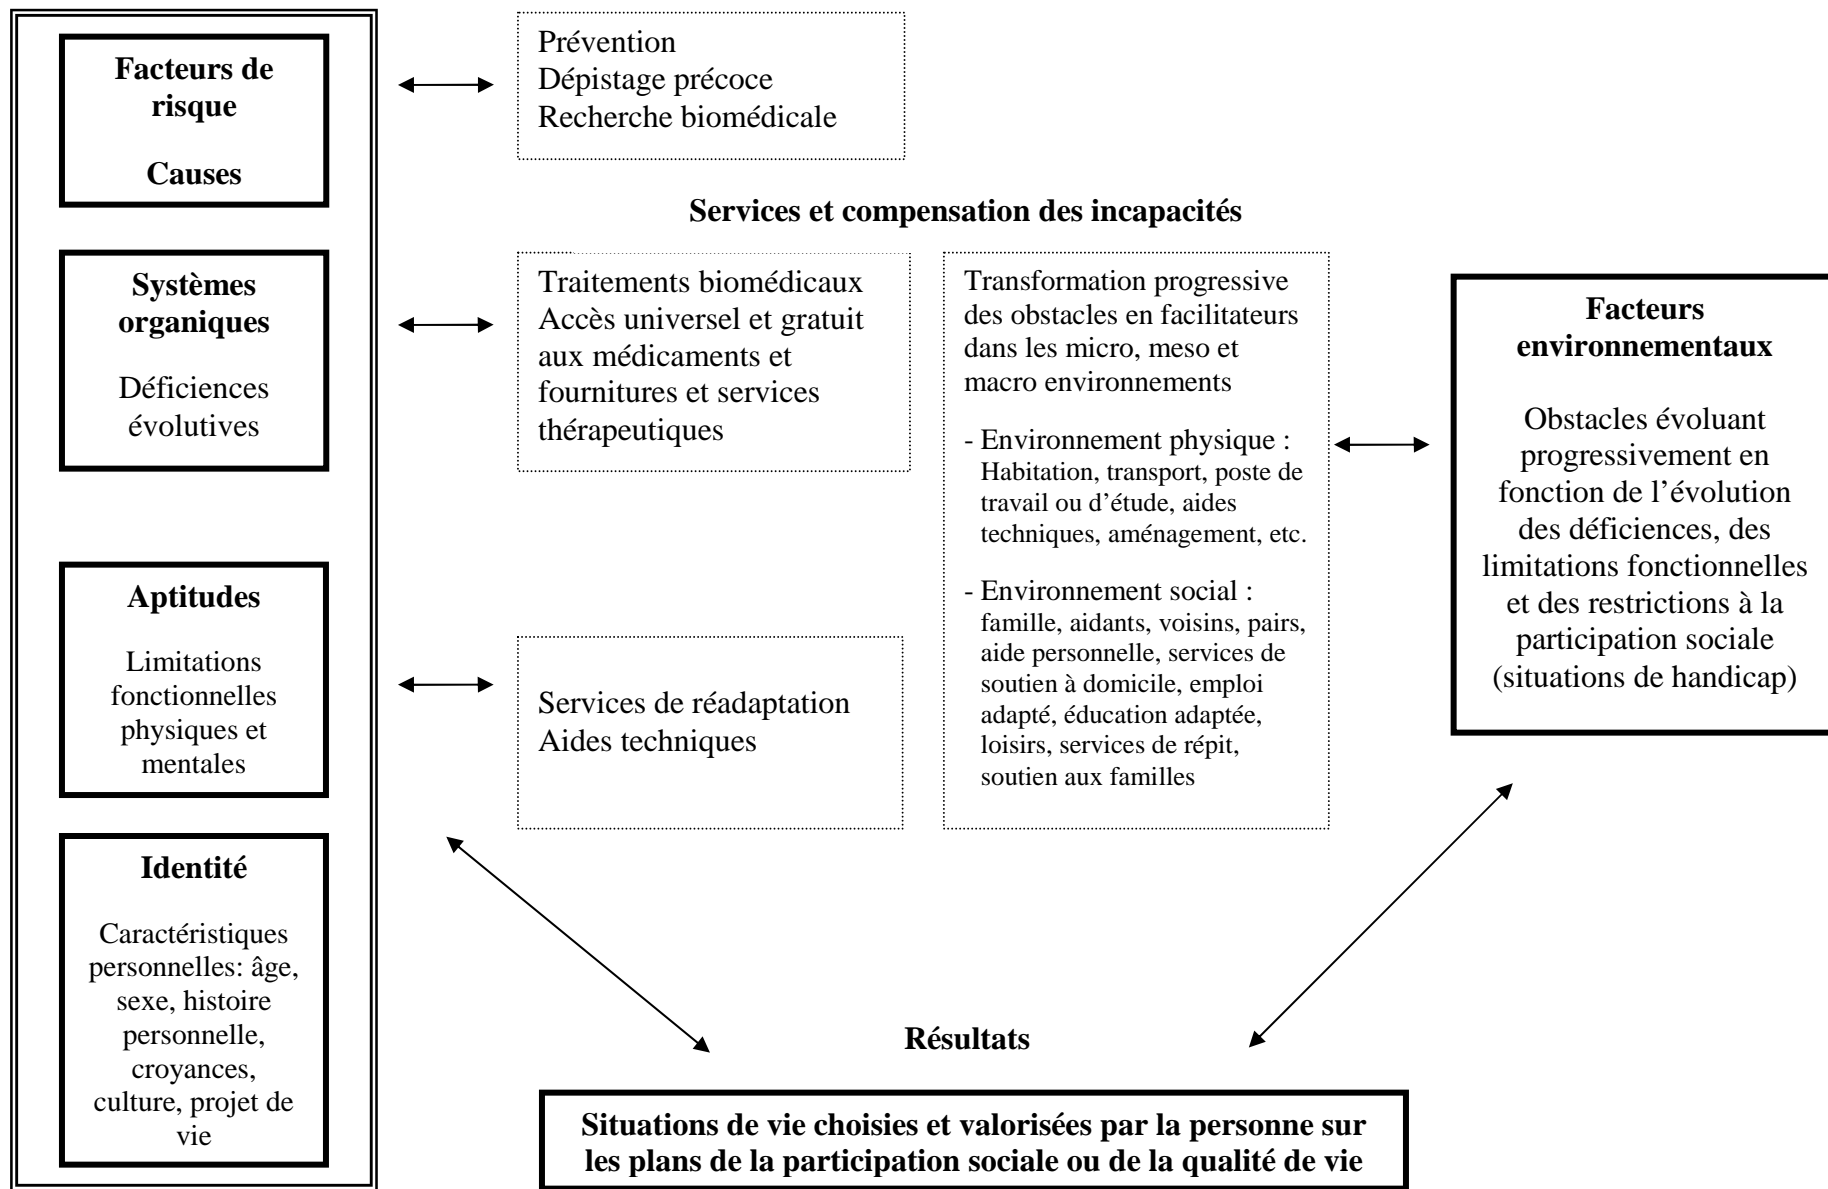 Facteurs de
risque
Causes
Prévention
Dépistage précoce
Recherche biomédicale
Services et compensation des incapacités
Systèmes
organiques
Déficiences
évolutives
Traitements biomédicaux
Accès universel et gratuit
aux médicaments et
fournitures et services
thérapeutiques
Transformation progressive
des obstacles en facilitateurs
dans les micro, meso et
macro environnements
- Environnement physique :
Habitation, transport, poste de
travail ou d’étude, aides
techniques, aménagement, etc.
- Environnement social :
famille, aidants, voisins, pairs,
aide personnelle, services de
soutien à domicile, emploi
adapté, éducation adaptée,
loisirs, services de répit,
soutien aux familles
Facteurs
environnementaux
Obstacles évoluant
progressivement en
fonction de l’évolution
des déficiences, des
limitations fonctionnelles
et des restrictions à la
participation sociale
(situations de handicap)
Aptitudes
Limitations
fonctionnelles
physiques et
mentales
Services de réadaptation
Aides techniques
Identité
Caractéristiques
personnelles: âge,
sexe, histoire
personnelle,
croyances,
culture, projet de
vie
Résultats
Situations de vie choisies et valorisées par la personne sur
les plans de la participation sociale ou de la qualité de vie